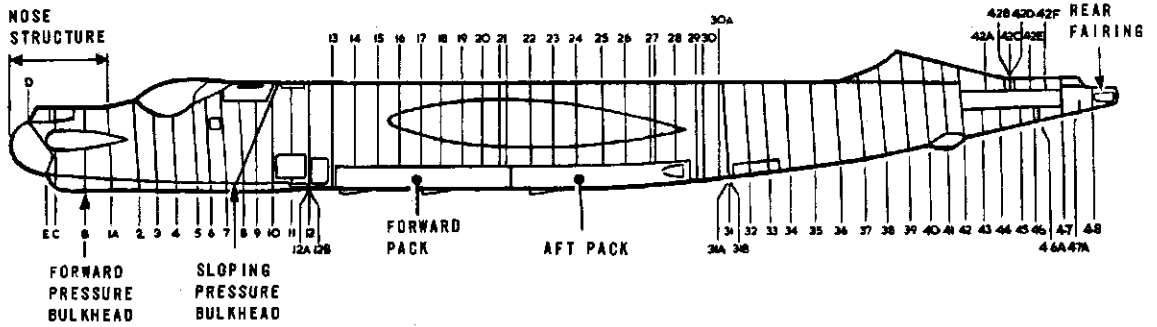 NOSE
STRUCTURE
D
13 14 15 16 17 18 19 20 21 22 23 24 25 26 27 28 29 30
30A
42B 42D 42F
42A 42C 42E
REAR
FAIRING
E C B 1A 2 3 4 5 6 7 8 9 10 11 12
12A 12B
31 32 33 34 35 36 37 38 39 40 41 42 43 44 45 46 47 48
31A 31B
46A 47A
FORWARD
PRESSURE
BULKHEAD
SLOPING
PRESSURE
BULKHEAD
FORWARD
PACK
AFT PACK